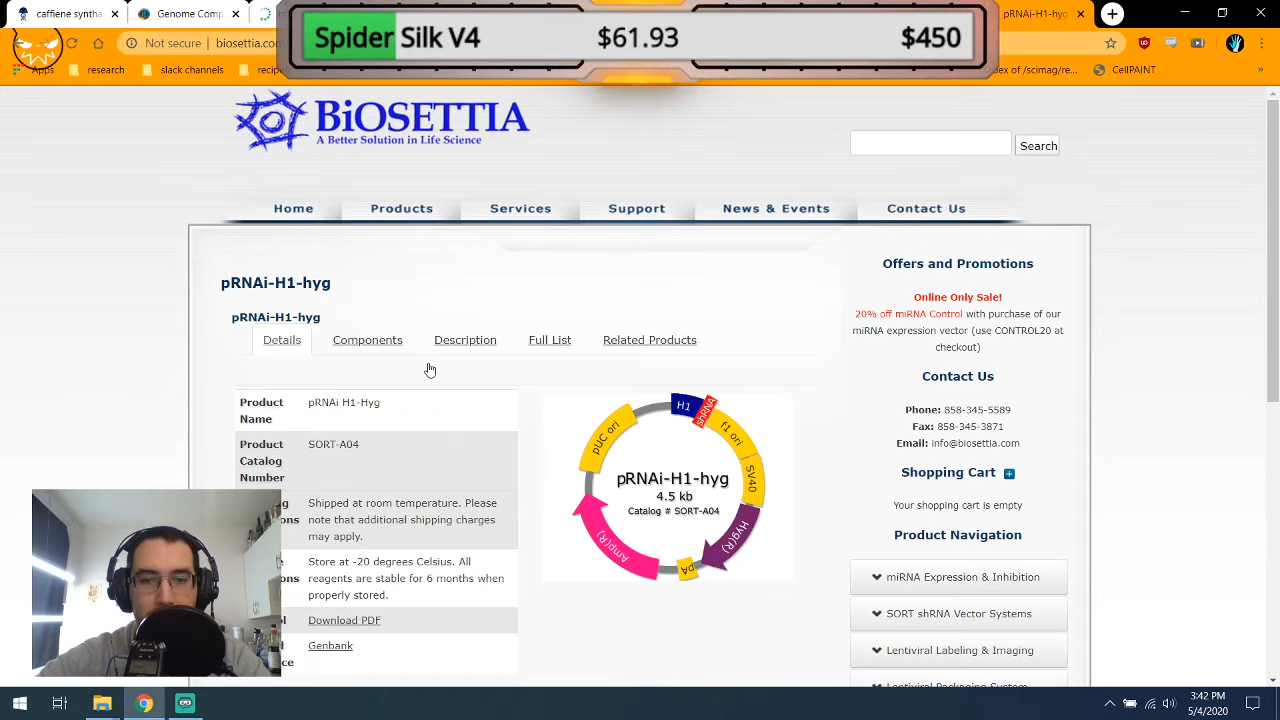 caffiene syntha
Genome Comp
pRNAi-H1-hyg
Spider Silk V4 $61.93 $450
Not secure biosettia.
Apps research slack channels recip
ndex of /scimag/re...
CellPAINT
BiOSETTIA
A Better Solution in Life Science
Search
Home Products Services Support News & Events Contact Us
pRNAi-H1-hyg
pRNAi-H1-hyg
Details Components Description Full List Related Products
Product Name
pRNAi H1-Hyg
Product Catalog Number
SORT-A04
Shipped at room temperature. Please
note that additional shipping charges
may apply.
Store at -20 degrees Celsius. All
reagents are stable for 6 months when
properly stored.
Download PDF
Genbank
H1
shRNA
f1 ori
SV40
Hyg(R)
pA
Amp(R)
pUC ori
pRNAi-H1-hyg
4.5 kb
Catalog # SORT-A04
Offers and Promotions
Online Only Sale!
20% off miRNA Control with purchase of our
miRNA expression vector (use CONTROL20 at
checkout)
Contact Us
Phone: 858-345-5589
Fax: 858-345-3871
Email: info@biosettia.com
Shopping Cart
Your shopping cart is empty
Product Navigation
miRNA Expression & Inhibition
SORT shRNA Vector Systems
Lentiviral Labeling & Imaging
Lentiviral Packaging System
3:42 PM
5/4/2020